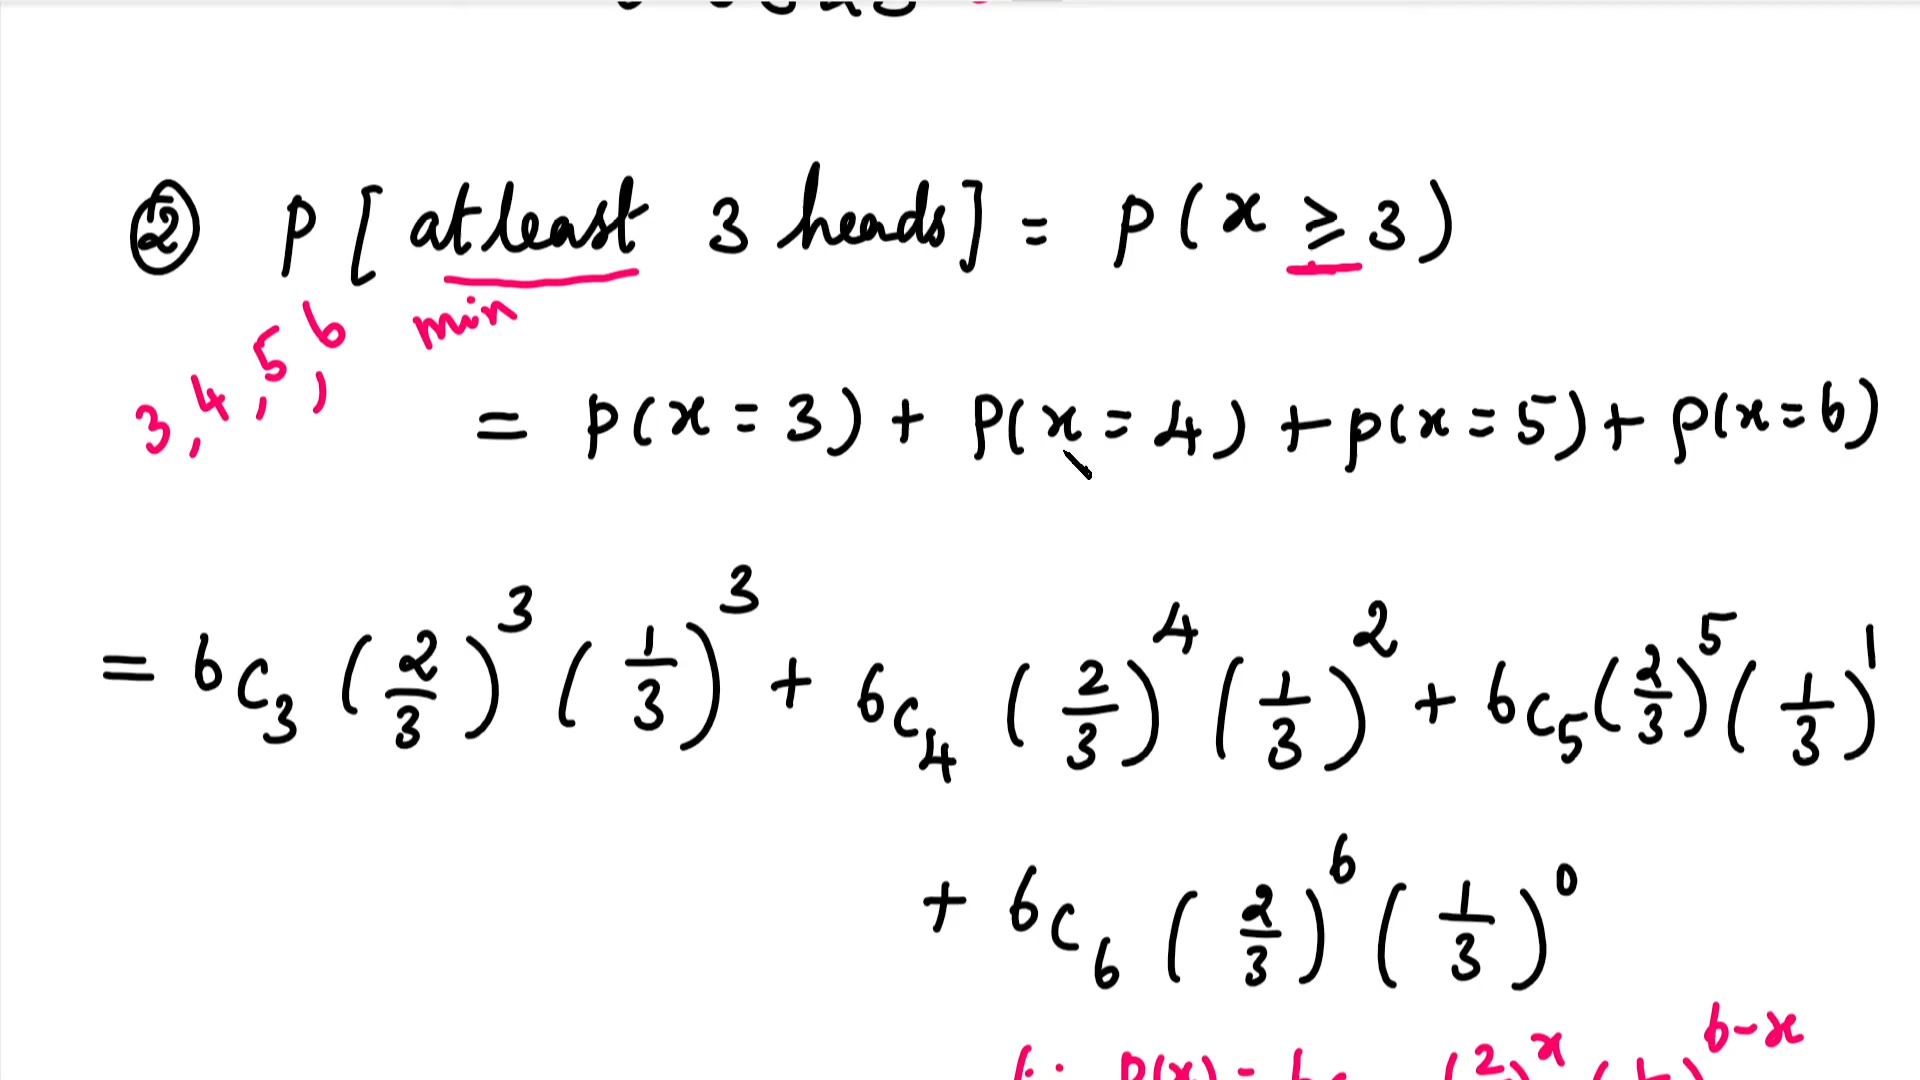 ② P [ atleast 3 heads ] = P ( x ≥ 3 )
min
3, 4, 5, 6
= P(x = 3) + P(x = 4) + p(x = 5) + p(x = 6)
= 6C₃ (2/3)³ (1/3)³ + 6C₄ (2/3)⁴ (1/3)² + 6C₅ (2/3)⁵ (1/3)¹
+ 6C₆ (2/3)⁶ (1/3)⁰
P(x) = 6 (2 )ˣ ( )⁶⁻ˣ